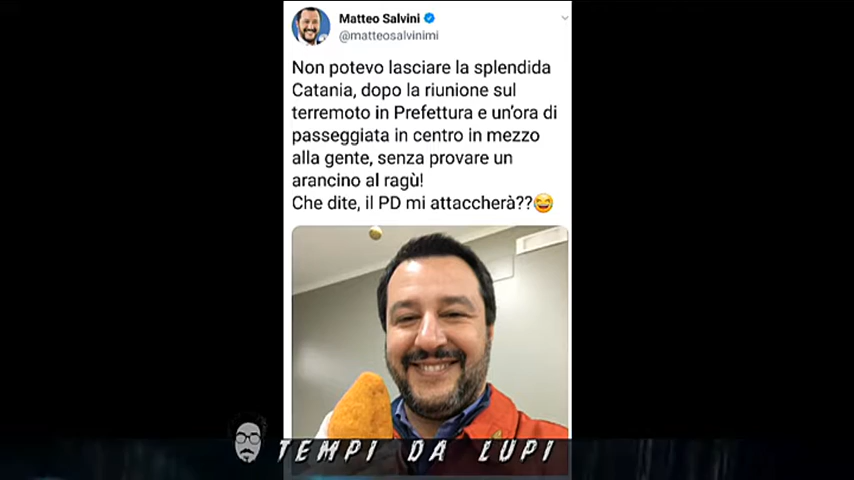 Matteo Salvini
@matteosalvinimi
Non potevo lasciare la splendida
Catania, dopo la riunione sul
terremoto in Prefettura e un'ora di
passeggiata in centro in mezzo
alla gente, senza provare un
arancino al ragù!
Che dite, il PD mi attaccherà??😂
TEMPI DA LUPI